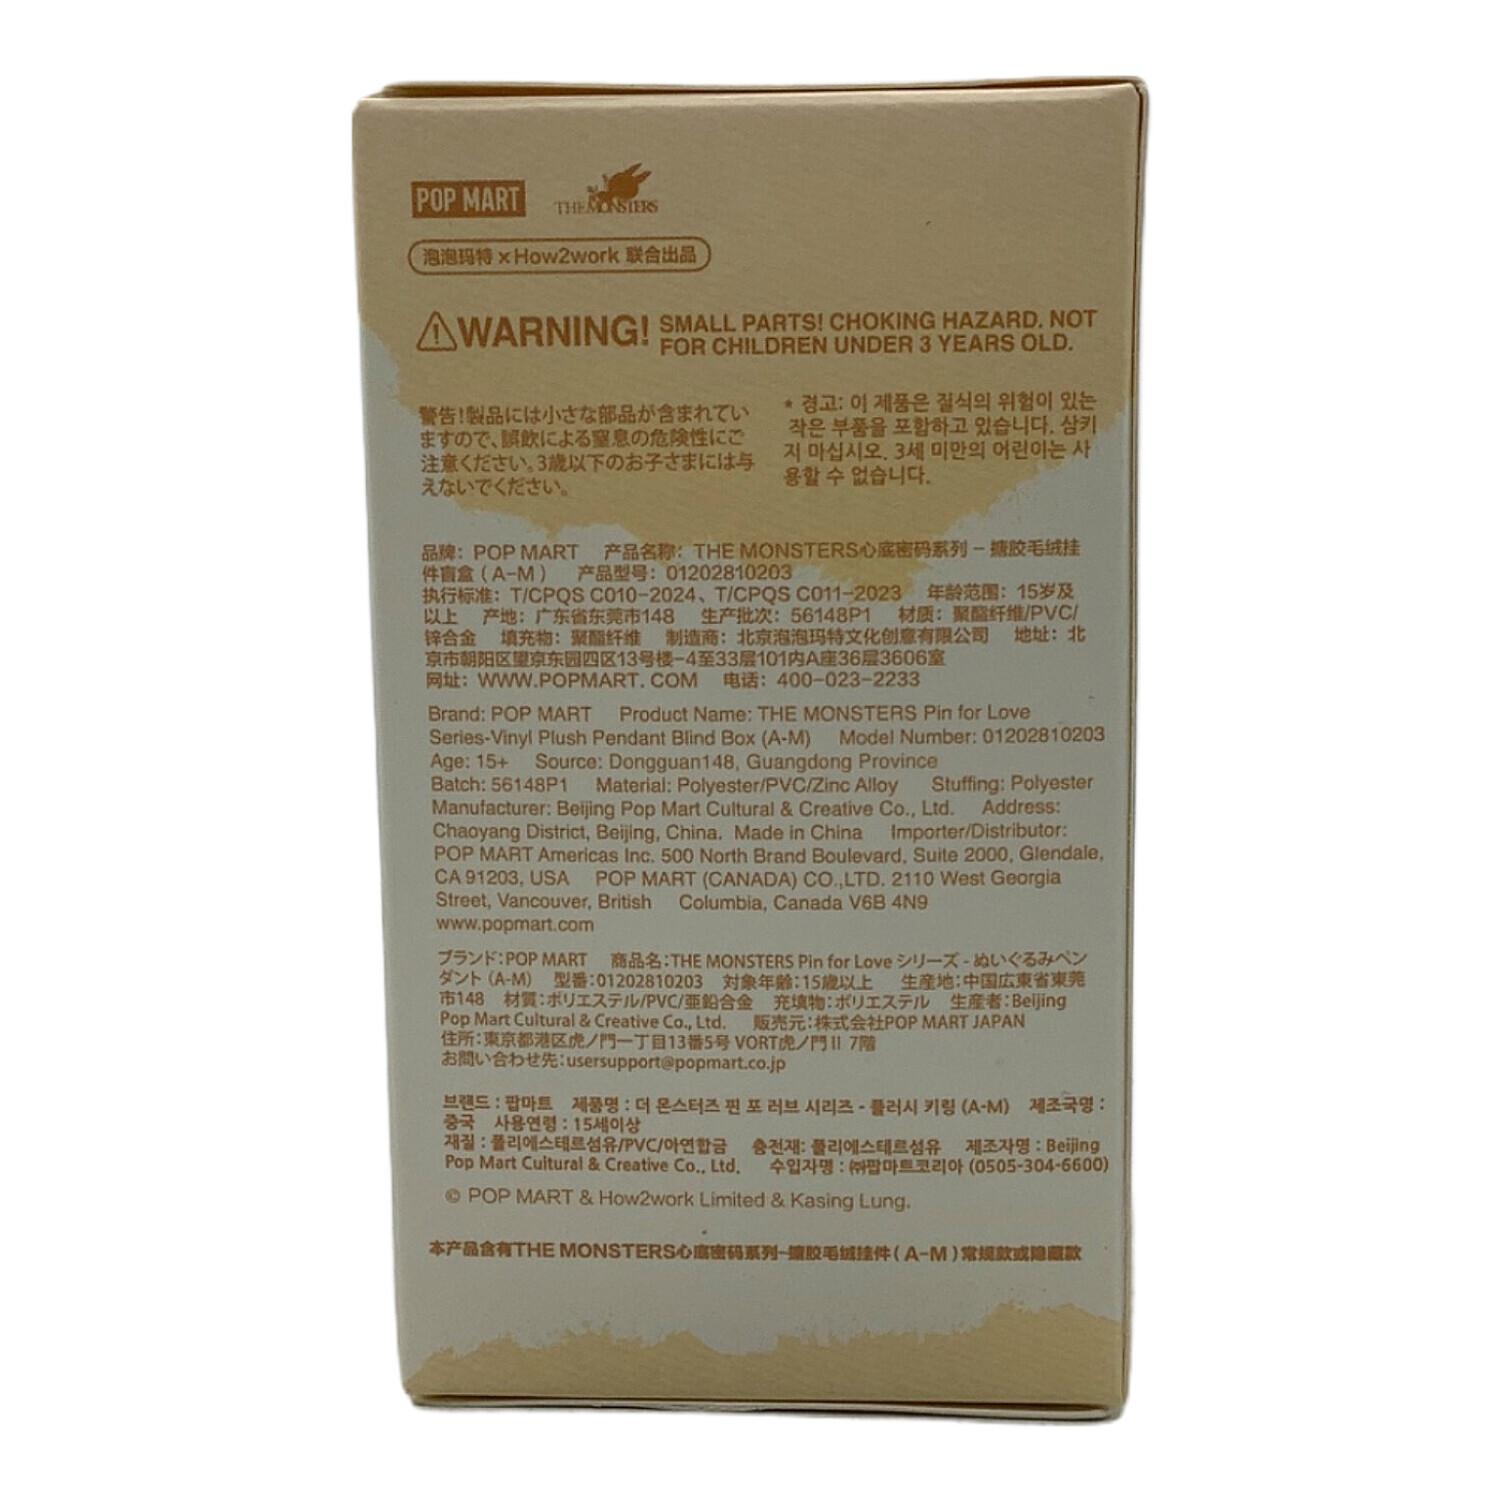 POP MART
THE MONSTERS
泡泡玛特 x How2work 联合出品
WARNING! SMALL PARTS! CHOKING HAZARD. NOT
FOR CHILDREN UNDER 3 YEARS OLD.
警告!製品には小さな部品が含まれてい
ますので、誤飲による窒息の危険性にご
注意ください。3歳以下のお子さまには与
えないでください。
* 경고: 이 제품은 질식의 위험이 있는
작은 부품을 포함하고 있습니다. 삼키
지 마십시오. 3세 미만의 어린이는 사
용할 수 없습니다.
品牌: POP MART 产品名称: THE MONSTERS心底密码系列 - 搪胶毛绒挂
件盲盒 (A-M) 产品型号: 01202810203
执行标准: T/CPQS C010-2024、T/CPQS C011-2023 年龄范围: 15岁及
以上 产地: 广东省东莞市148 生产批次: 56148P1 材质: 聚酯纤维/PVC/
锌合金 填充物: 聚酯纤维 制造商: 北京泡泡玛特文化创意有限公司 地址: 北
京市朝阳区望京东园四区13号楼-4至33层101内A座36层3606室
网址: WWW.POPMART. COM 电话: 400-023-2233
Brand: POP MART Product Name: THE MONSTERS Pin for Love
Series-Vinyl Plush Pendant Blind Box (A-M) Model Number: 01202810203
Age: 15+ Source: Dongguan148, Guangdong Province
Batch: 56148P1 Material: Polyester/PVC/Zinc Alloy Stuffing: Polyester
Manufacturer: Beijing Pop Mart Cultural & Creative Co., Ltd. Address:
Chaoyang District, Beijing, China. Made in China Importer/Distributor:
POP MART Americas Inc. 500 North Brand Boulevard, Suite 2000, Glendale,
CA 91203, USA POP MART (CANADA) CO.,LTD. 2110 West Georgia
Street, Vancouver, British Columbia, Canada V6B 4N9
www.popmart.com
ブランド:POP MART 商品名:THE MONSTERS Pin for Love シリーズ - ぬいぐるみペン
ダント (A-M) 型番:01202810203 対象年齢:15歳以上 生産地:中国広東省東莞
市148 材質:ポリエステル/PVC/亜鉛合金 充填物:ポリエステル 生産者:Beijing
Pop Mart Cultural & Creative Co., Ltd. 販売元:株式会社POP MART JAPAN
住所:東京都港区虎ノ門一丁目13番5号 VORT虎ノ門II 7階
お問い合わせ先:usersupport@popmart.co.jp
브랜드 : 팝마트 제품명 : 더 몬스터즈 핀 포 러브 시리즈 - 플러시 키링 (A-M) 제조국명 :
중국 사용연령 : 15세이상
재질 : 폴리에스테르섬유/PVC/아연합금 충전재: 폴리에스테르섬유 제조자명 : Beijing
Pop Mart Cultural & Creative Co., Ltd. 수입자명 : ㈜팝마트코리아 (0505-304-6600)
© POP MART & How2work Limited & Kasing Lung.
本产品含有THE MONSTERS心底密码系列-搪胶毛绒挂件(A-M)常规款或隐藏款